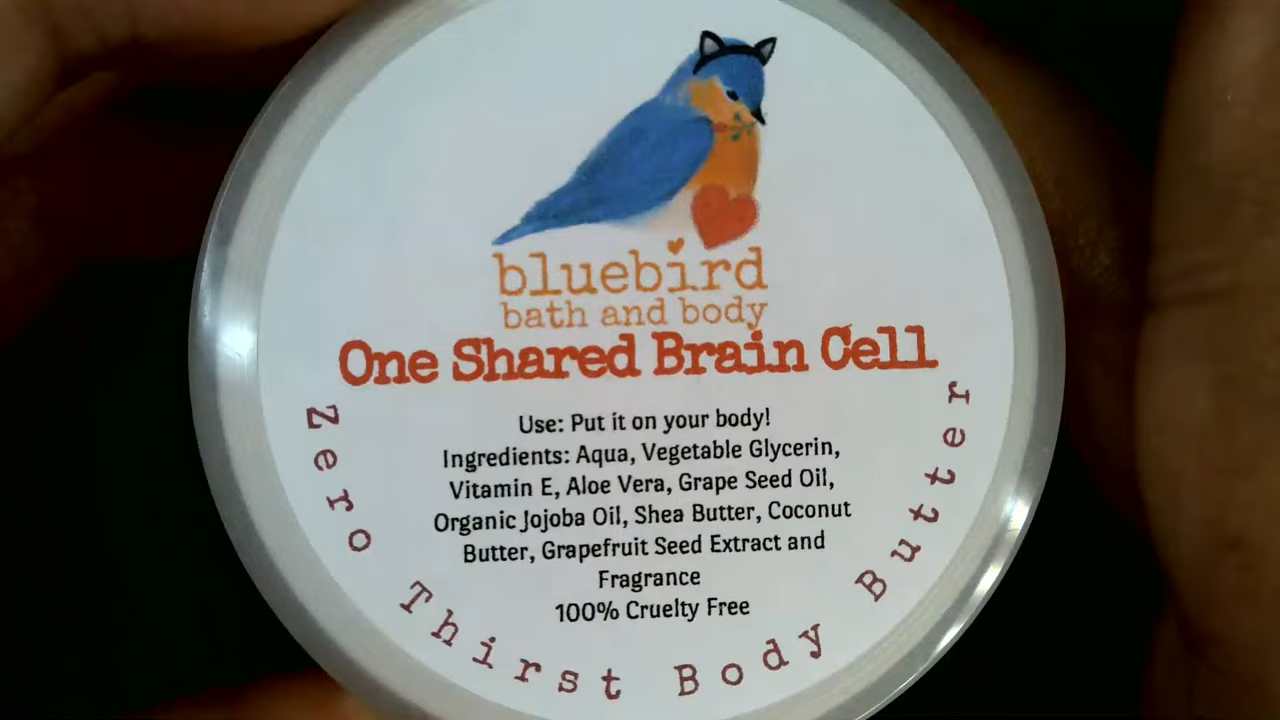 bluebird
bath and body
One Shared Brain Cell
Use: Put it on your body!
Ingredients: Aqua, Vegetable Glycerin,
Vitamin E, Aloe Vera, Grape Seed Oil,
Organic Jojoba Oil, Shea Butter, Coconut
Butter, Grapefruit Seed Extract and
Fragrance
100% Cruelty Free
Zero Thirst Body Butter